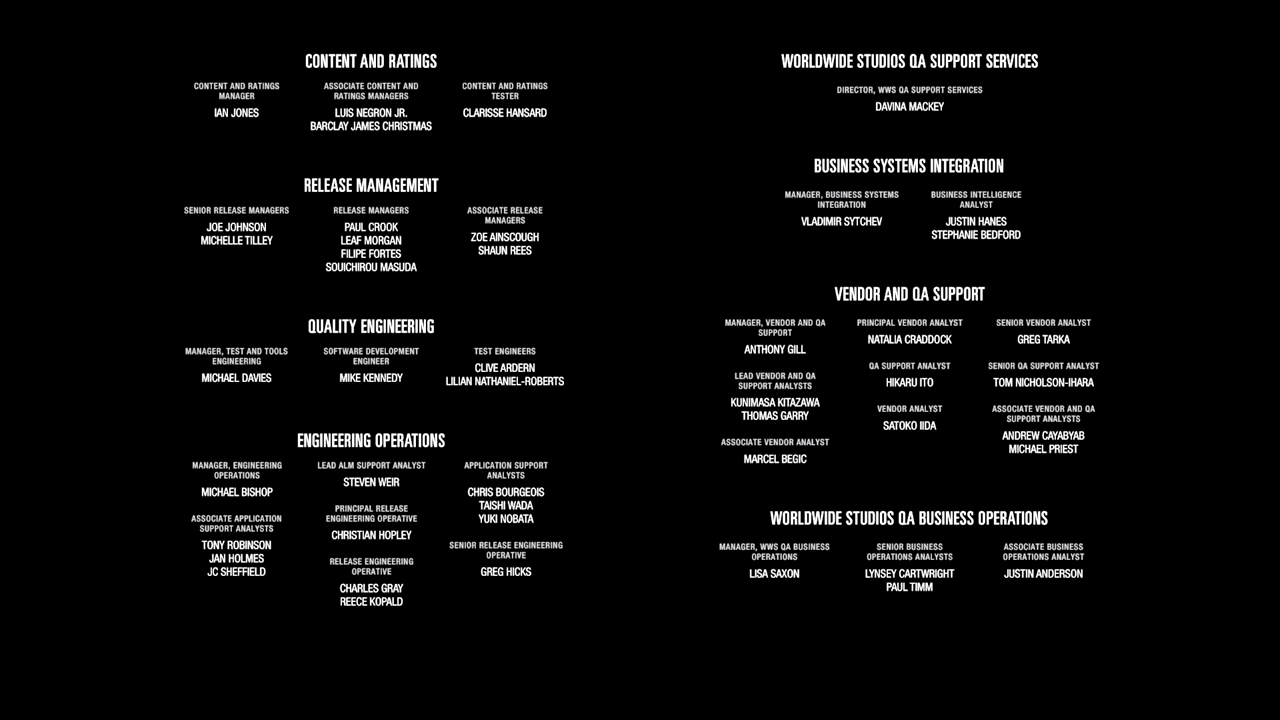 CONTENT AND RATINGS
CONTENT AND RATINGS
MANAGER
IAN JONES
ASSOCIATE CONTENT AND
RATINGS MANAGERS
LUIS NEGRON JR.
BARCLAY JAMES CHRISTMAS
CONTENT AND RATINGS
TESTER
CLARISSE HANSARD
RELEASE MANAGEMENT
SENIOR RELEASE MANAGERS
JOE JOHNSON
MICHELLE TILLEY
RELEASE MANAGERS
PAUL CROOK
LEAF MORGAN
FILIPE FORTES
SOUICHIROU MASUDA
ASSOCIATE RELEASE
MANAGERS
ZOE AINSCOUGH
SHAUN REES
QUALITY ENGINEERING
MANAGER, TEST AND TOOLS
ENGINEERING
MICHAEL DAVIES
SOFTWARE DEVELOPMENT
ENGINEER
MIKE KENNEDY
TEST ENGINEERS
CLIVE ARDERN
LILIAN NATHANIEL-ROBERTS
ENGINEERING OPERATIONS
MANAGER, ENGINEERING
OPERATIONS
MICHAEL BISHOP
ASSOCIATE APPLICATION
SUPPORT ANALYSTS
TONY ROBINSON
JAN HOLMES
JC SHEFFIELD
LEAD ALM SUPPORT ANALYST
STEVEN WEIR
PRINCIPAL RELEASE
ENGINEERING OPERATIVE
CHRISTIAN HOPLEY
RELEASE ENGINEERING
OPERATIVE
CHARLES GRAY
REECE KOPALD
APPLICATION SUPPORT
ANALYSTS
CHRIS BOURGEOIS
TAISHI WADA
YUKI NOBATA
SENIOR RELEASE ENGINEERING
OPERATIVE
GREG HICKS
WORLDWIDE STUDIOS QA SUPPORT SERVICES
DIRECTOR, WWS QA SUPPORT SERVICES
DAVINA MACKEY
BUSINESS SYSTEMS INTEGRATION
MANAGER, BUSINESS SYSTEMS
INTEGRATION
VLADIMIR SYTCHEV
BUSINESS INTELLIGENCE
ANALYST
JUSTIN HANES
STEPHANIE BEDFORD
VENDOR AND QA SUPPORT
MANAGER, VENDOR AND QA
SUPPORT
ANTHONY GILL
LEAD VENDOR AND QA
SUPPORT ANALYSTS
KUNIMASA KITAZAWA
THOMAS GARRY
ASSOCIATE VENDOR ANALYST
MARCEL BEGIC
PRINCIPAL VENDOR ANALYST
NATALIA CRADDOCK
QA SUPPORT ANALYST
HIKARU ITO
VENDOR ANALYST
SATOKO IIDA
SENIOR VENDOR ANALYST
GREG TARKA
SENIOR QA SUPPORT ANALYST
TOM NICHOLSON-IHARA
ASSOCIATE VENDOR AND QA
SUPPORT ANALYSTS
ANDREW CAYABYAB
MICHAEL PRIEST
WORLDWIDE STUDIOS QA BUSINESS OPERATIONS
MANAGER, WWS QA BUSINESS
OPERATIONS
LISA SAXON
SENIOR BUSINESS
OPERATIONS ANALYSTS
LYNSEY CARTWRIGHT
PAUL TIMM
ASSOCIATE BUSINESS
OPERATIONS ANALYST
JUSTIN ANDERSON